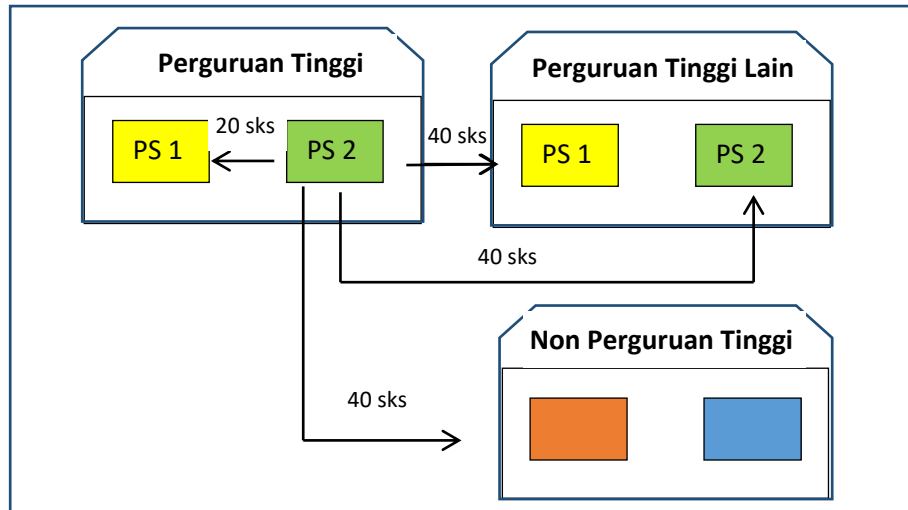 Perguruan Tinggi
Perguruan Tinggi Lain
PS 1
20 sks
PS 2
40 sks
PS 1
PS 2
40 sks
Non Perguruan Tinggi
40 sks